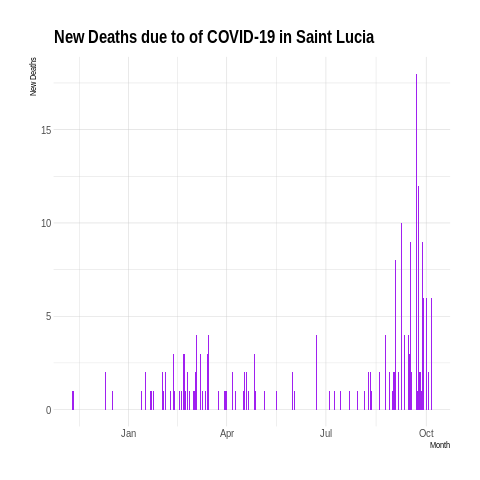 New Deaths due to of COVID-19 in Saint Lucia
New Deaths
15
10
5
0
Jan Apr Jul Oct
Month